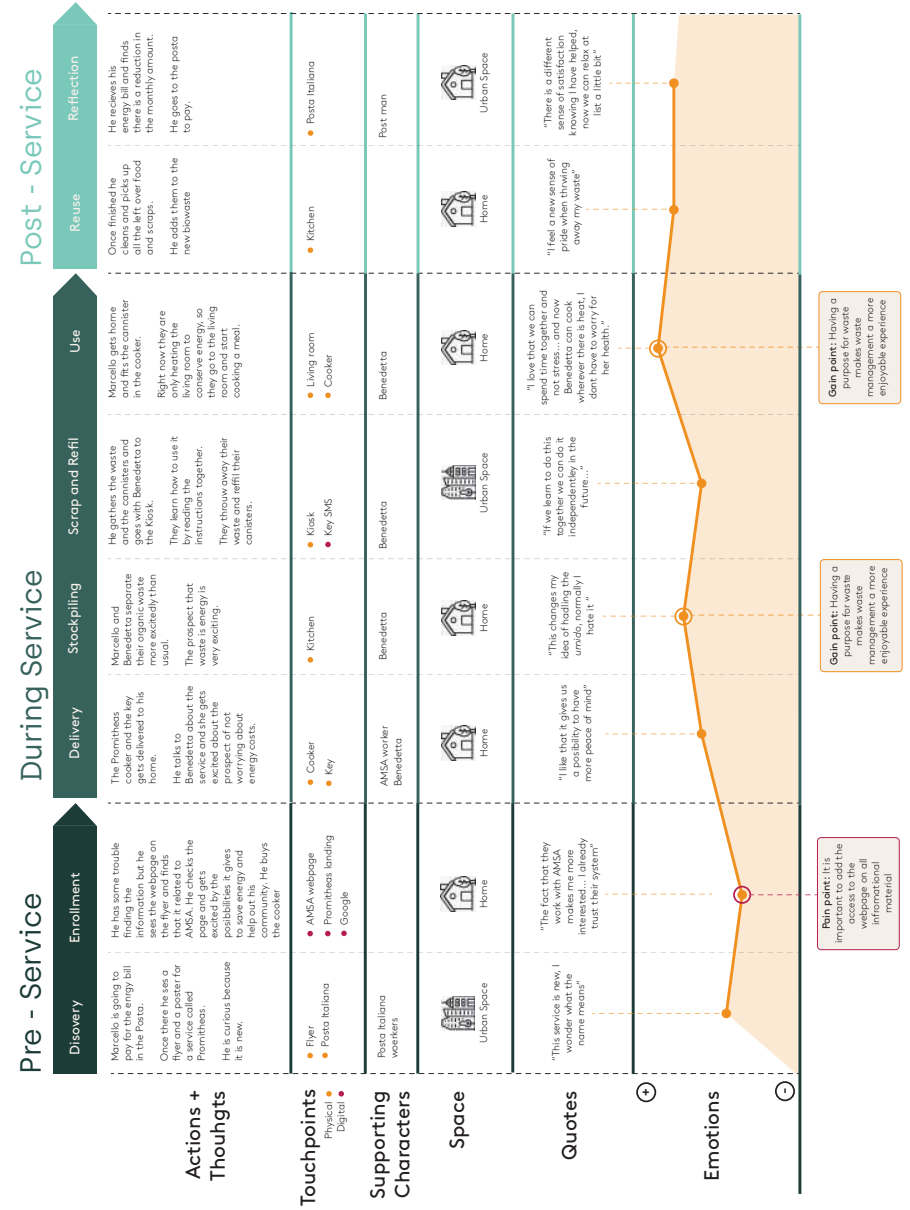 Pre - Service
During Service
Post - Service
Disovery
Enrollment
Delivery
Stockpiling
Scrap and Refil
Use
Reuse
Reflection
Actions +
Thouhgts
Marcello is going to
pay for the enrgy bill
in the Posta.
Once there he ses a
flyer and a poster for
a service called
Promitheas.
He is curious because
it is new.
He has some trouble
finding the
information but he
sees the webpage on
the flyer and finds
that it related to
AMSA. He checks the
page and gets
excited by the
posibbilities it gives
to save energy and
help out his
community. He buys
the cooker
The Promitheas
cooker and the key
gets delivered to his
home.
He talks to
Benedetta about the
service and she gets
excited about the
prospect of not
worrying about
energy costs.
Marcello and
Benedetta separate
their organic waste
more excitedly than
usual.
The prospect that
waste is energy is
very exciting.
He gathers the waste
and the cannisters and
goes with Benedetta to
the Kiosk.
They learn how to use it
by reading the
instructions together.
They throuw away their
waste and reffil their
canisters.
Marcello gets home
and fits the cannister
in the cooker.
Right now they are
only heating the
living room to
conserve energy, so
they go to the living
room and start
cooking a meal.
Once finished he
cleans and picks up
all the left over food
and scraps.
He adds them to the
new biowaste
He recieves his
energy bill and finds
there is a reduction in
the monthly amount.
He goes to the posta
to pay.
Touchpoints
Physical
Digital
Flyer
Posta Italiana
AMSA webpage
Promitheas landing
Google
Cooker
Key
Kitchen
Kiosk
Key SMS
Living room
Cooker
Kitchen
Posta Italiana
Supporting
Characters
Posta Italiana
woerkers
AMSA worker
Benedetta
Benedetta
Benedetta
Benedetta
Post man
Space
Urban Space
Home
Home
Home
Urban Space
Home
Home
Urban Space
Quotes
“This service is new, I
wonder what the
name means”
“The fact that they
work with AMSA
makes me more
interested... I already
trust their system”
“I like that it gives us
a posibility to have
more peace of mind”
“This changes my
idea of hadling the
umido, normally I
hate it ”
“If we learn to do this
together we can do it
independentley in the
future...”
“I love that we can
spend time together and
not stress... and now
Benedetta can cook
wherever there is heat, I
dont have to worry for
her health.”
“I feel a new sense of
pride when thrwing
away my waste”
“There is a different
sense of satisfaction
knowing I have helped,
now we can relax at
list a little bit”
Emotions
+
-
Pain point: It is
important to add the
access to the
webpage on all
infromational
material
Gain point: Having a
purpose for waste
makes waste
management a more
enjoyable experience
Gain point: Having a
purpose for waste
makes waste
management a more
enjoyable experience